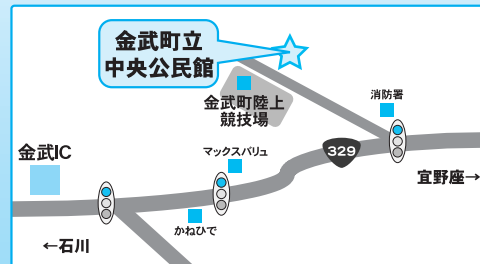 金武町立
中央公民館
消防署
金武町陸上
競技場
金武IC
マックスバリュ
329
宜野座→
かねひで
←石川